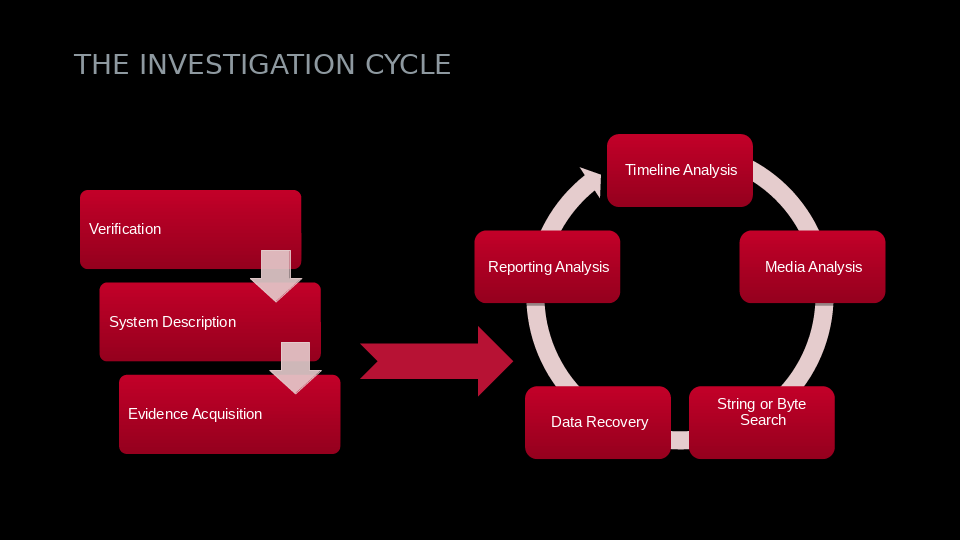 THE INVESTIGATION CYCLE
Verification
System Description
Evidence Acquisition
Timeline Analysis
Media Analysis
String or Byte
Search
Data Recovery
Reporting Analysis